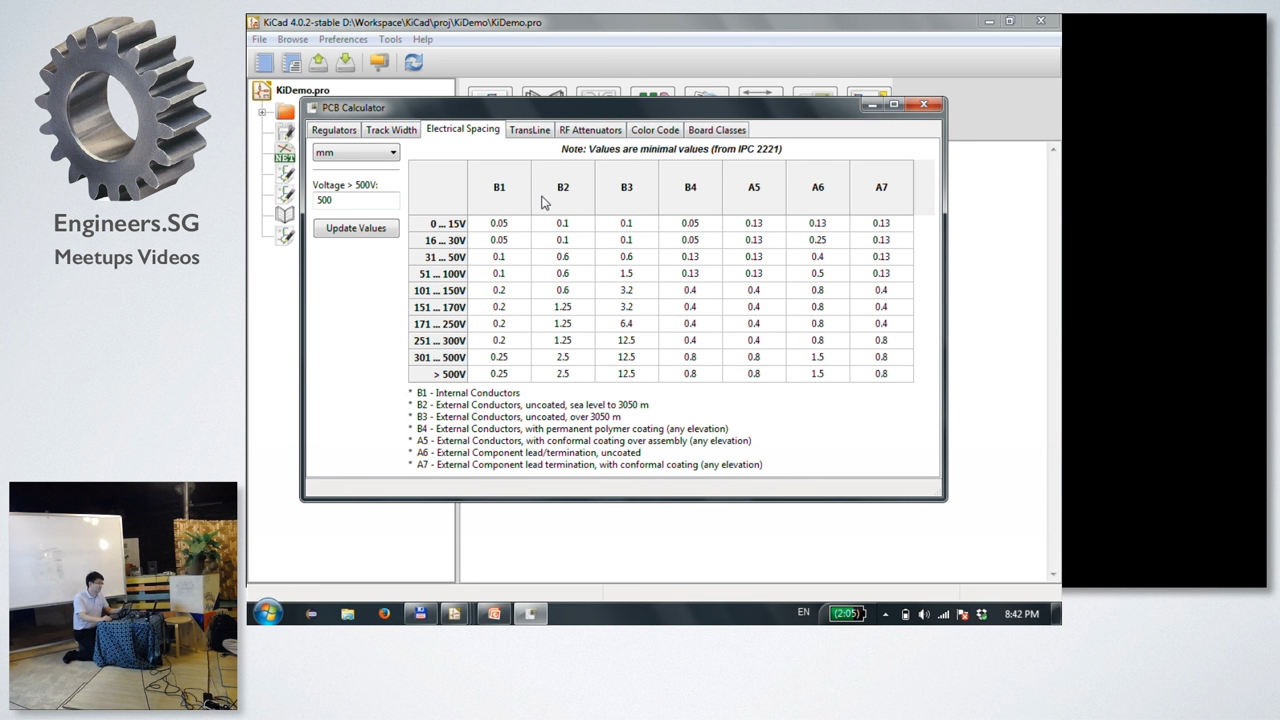 Engineers.SG
Meetups Videos
KiCad 4.0.2-stable D:\Workspace\KiCad\proj\KiDemo\KiDemo.pro
File Browse Preferences Tools Help
KiDemo.pro
NET
PCB Calculator
Regulators Track Width Electrical Spacing TransLine RF Attenuators Color Code Board Classes
mm
Note: Values are minimal values (from IPC 2221)
Voltage > 500V:
500
Update Values
B1 B2 B3 B4 A5 A6 A7
0 ... 15V 0.05 0.1 0.1 0.05 0.13 0.13 0.13
16 ... 30V 0.05 0.1 0.1 0.05 0.13 0.25 0.13
31 ... 50V 0.1 0.6 0.6 0.13 0.13 0.4 0.13
51 ... 100V 0.1 0.6 1.5 0.13 0.13 0.5 0.13
101 ... 150V 0.2 0.6 3.2 0.4 0.4 0.8 0.4
151 ... 170V 0.2 1.25 3.2 0.4 0.4 0.8 0.4
171 ... 250V 0.2 1.25 6.4 0.4 0.4 0.8 0.4
251 ... 300V 0.2 1.25 12.5 0.4 0.4 0.8 0.8
301 ... 500V 0.25 2.5 12.5 0.8 0.8 1.5 0.8
> 500V 0.25 2.5 12.5 0.8 0.8 1.5 0.8
* B1 - Internal Conductors
* B2 - External Conductors, uncoated, sea level to 3050 m
* B3 - External Conductors, uncoated, over 3050 m
* B4 - External Conductors, with permanent polymer coating (any elevation)
* A5 - External Conductors, with conformal coating over assembly (any elevation)
* A6 - External Component lead/termination, uncoated
* A7 - External Component lead termination, with conformal coating (any elevation)
EN (2:05) 8:42 PM